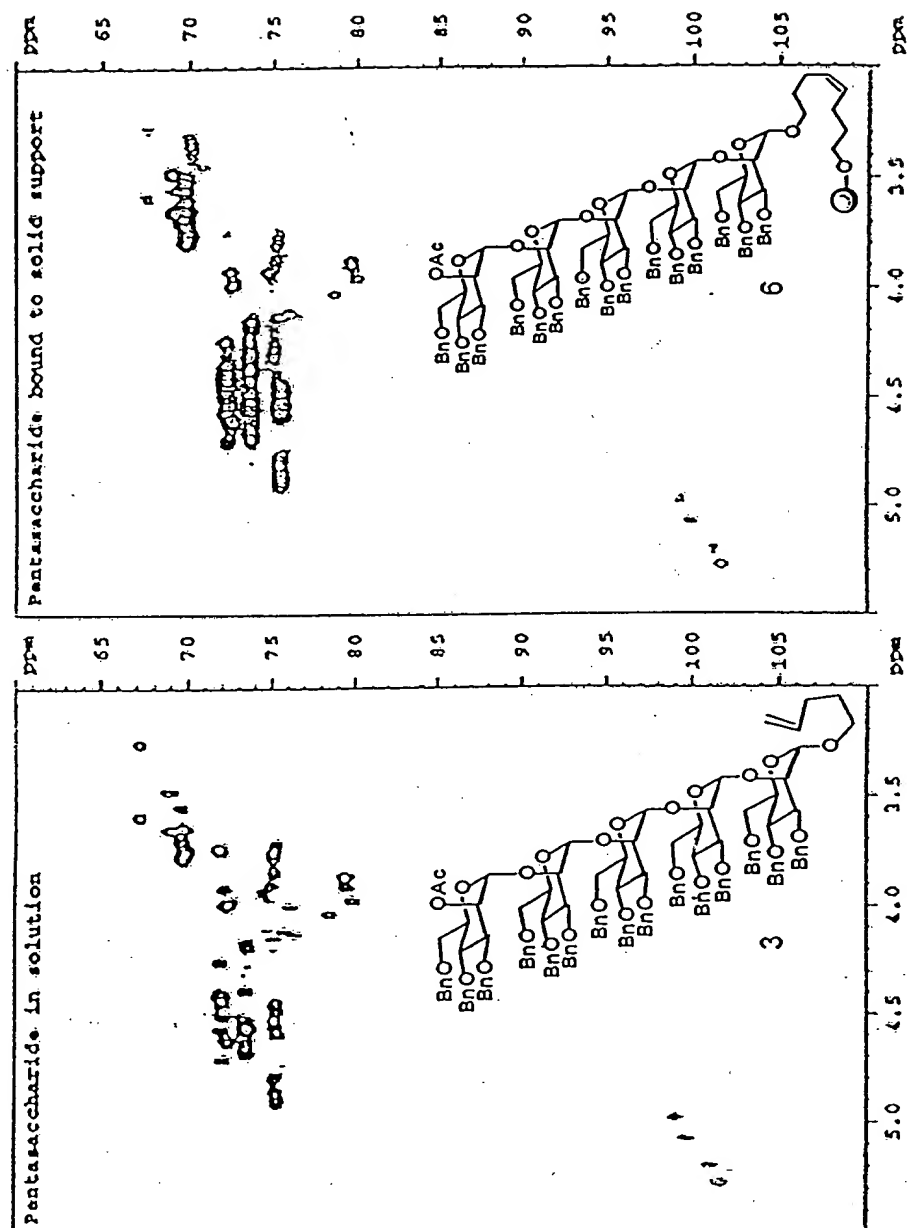 Pentasaccharide bound to solid support
ppm
65
70
75
80
85
90
95
100
105
ppm
3.5
4.0
4.5
5.0
OAc
O
BnO
BnO
BnO
O
O
BnO
BnO
BnO
O
O
BnO
BnO
BnO
O
O
BnO
BnO
BnO
O
O
BnO
BnO
BnO
O
O
6
Pentasaccharide in solution
ppm
65
70
75
80
85
90
95
100
105
3.5
4.0
4.5
5.0
OAc
O
BnO
BnO
BnO
O
O
BnO
BnO
BnO
O
O
BnO
BnO
BnO
O
O
BnO
BnO
BnO
O
O
BnO
BnO
BnO
O
3